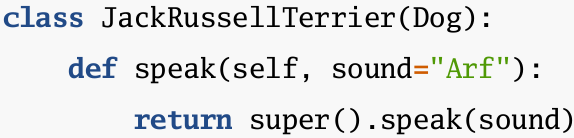 class JackRussellTerrier(Dog):
    def speak(self, sound="Arf"):
        return super().speak(sound)